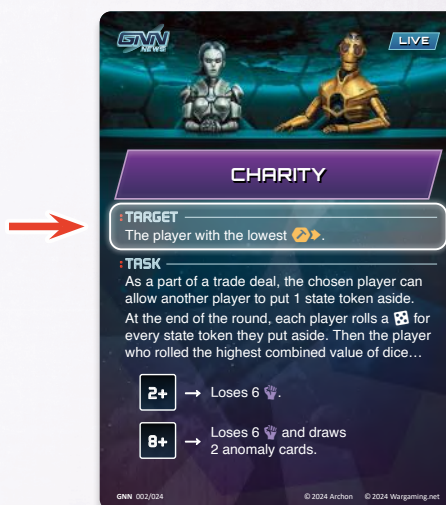 GNN
NEWS
LIVE
CHARITY
TARGET
The player with the lowest .
TASK
As a part of a trade deal, the chosen player can
allow another player to put 1 state token aside.
At the end of the round, each player rolls a for
every state token they put aside. Then the player
who rolled the highest combined value of dice…
2+ → Loses 6 .
8+ → Loses 6 and draws
2 anomaly cards.
GNN 002/024 © 2024 Archon © 2024 Wargaming.net